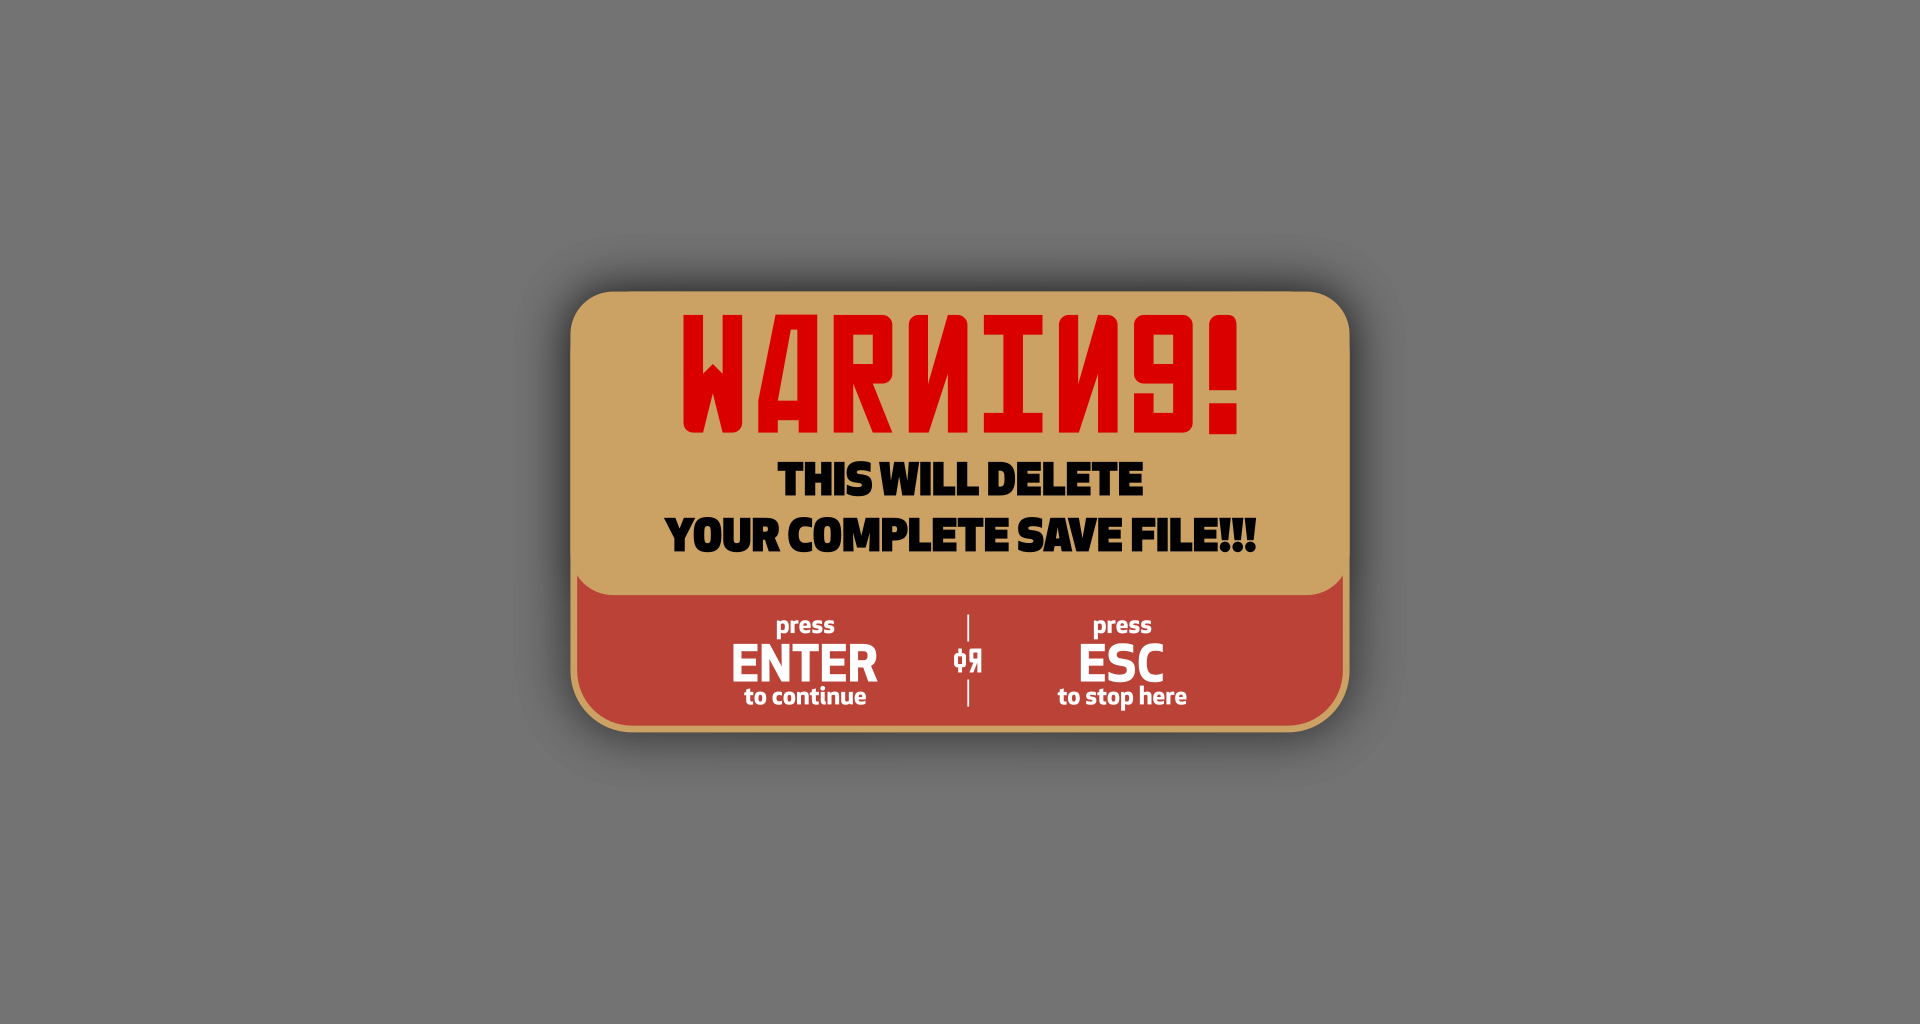 WARNING!
THIS WILL DELETE
YOUR COMPLETE SAVE FILE!!!
press
ENTER
to continue
OR
press
ESC
to stop here